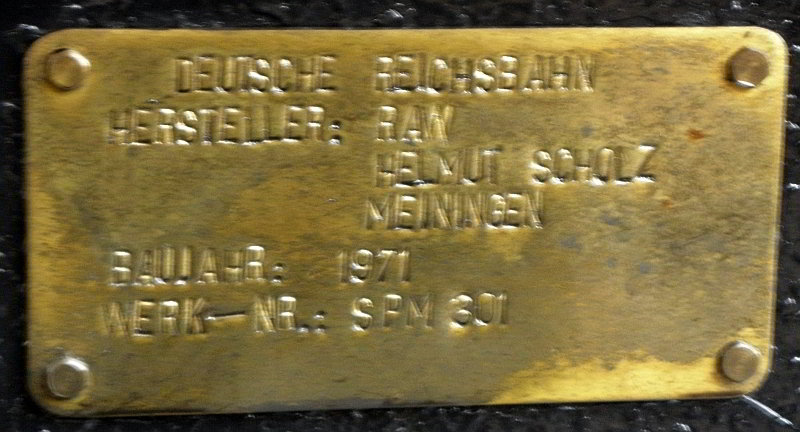 DEUTSCHE REICHSBAHN
HERSTELLER: RAW
HELMUT SCHOLZ
MEININGEN
BAUJAHR: 1971
WERK-NR.: SPM 301